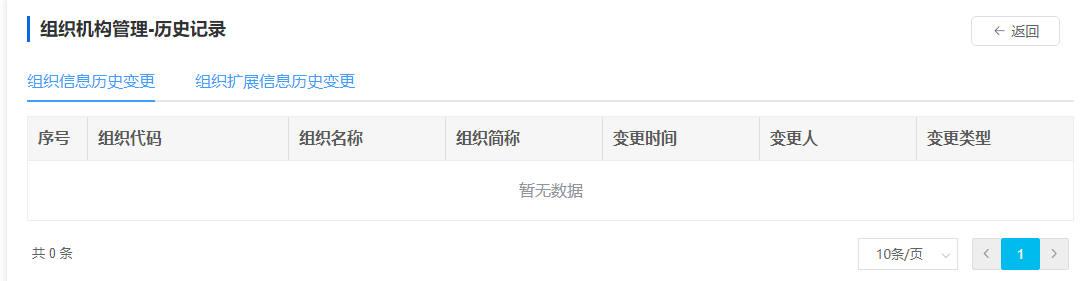 组织机构管理-历史记录
返回
组织信息历史变更 组织扩展信息历史变更
序号 组织代码 组织名称 组织简称 变更时间 变更人 变更类型
暂无数据
共 0 条 10条/页 1